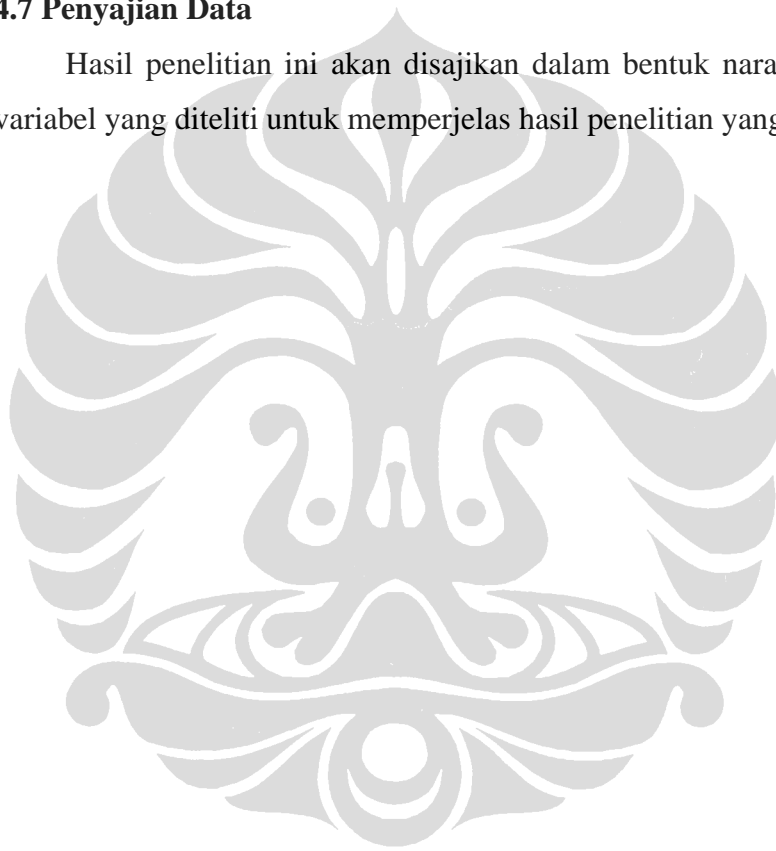 4.7 Penyajian Data
Hasil penelitian ini akan disajikan dalam bentuk nara
variabel yang diteliti untuk memperjelas hasil penelitian yang